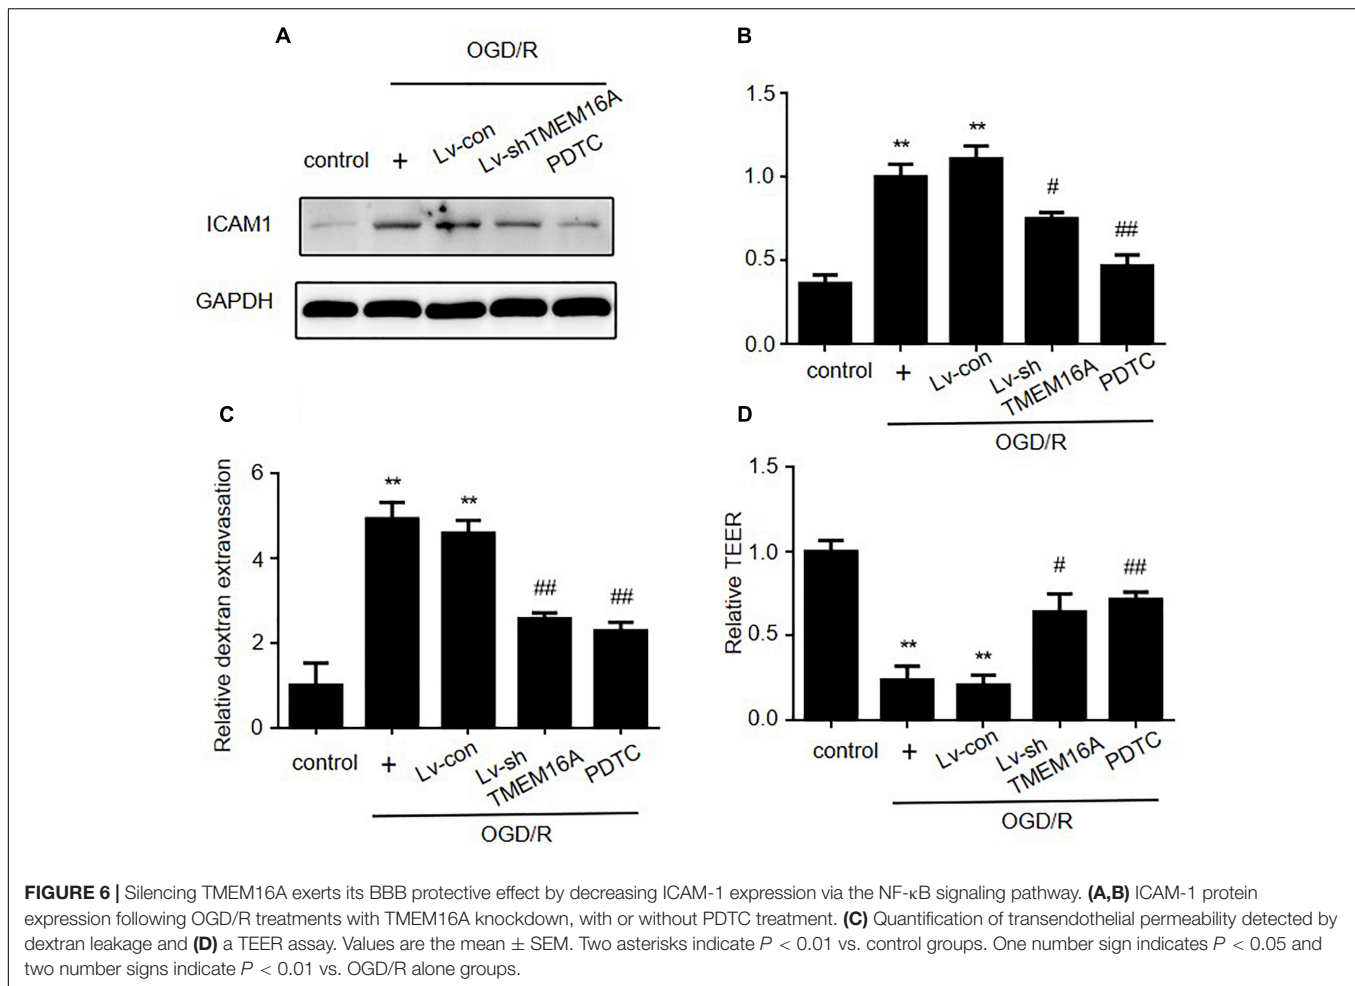 A
OGD/R
control + Lv-con Lv-shTMEM16A PDTC
ICAM1
GAPDH
B
1.5
1.0
0.5
0.0
** ** # ##
control + Lv-con Lv-sh TMEM16A PDTC
OGD/R
C
Relative dextran extravasation
6
4
2
0
** ** ## ##
control + Lv-con Lv-sh TMEM16A PDTC
OGD/R
D
Relative TEER
1.5
1.0
0.5
0.0
** ** # ##
control + Lv-con Lv-sh TMEM16A PDTC
OGD/R
FIGURE 6 | Silencing TMEM16A exerts its BBB protective effect by decreasing ICAM-1 expression via the NF-κB signaling pathway. (A,B) ICAM-1 protein
expression following OGD/R treatments with TMEM16A knockdown, with or without PDTC treatment. (C) Quantification of transendothelial permeability detected by
dextran leakage and (D) a TEER assay. Values are the mean ± SEM. Two asterisks indicate P < 0.01 vs. control groups. One number sign indicates P < 0.05 and
two number signs indicate P < 0.01 vs. OGD/R alone groups.